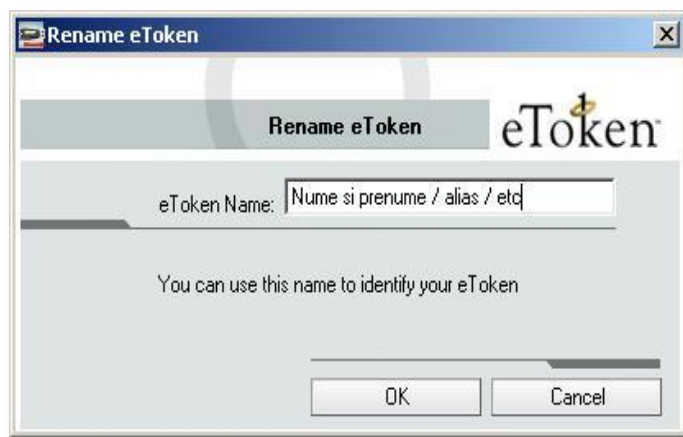 Rename eToken
Rename eToken
eToken
eToken Name: Nume si prenume / alias / etc
You can use this name to identify your eToken
OK Cancel